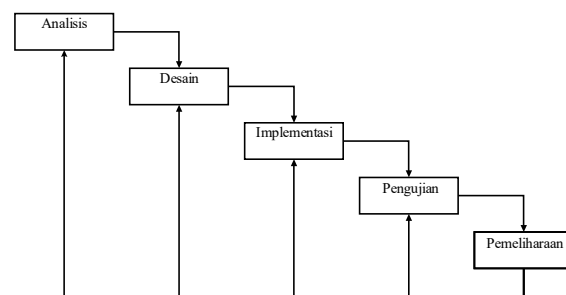 Analisis
Desain
Implementasi
Pengujian
Pemeliharaan